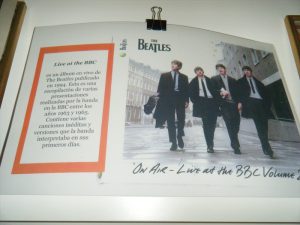 Live at the BBC
es un álbum en vivo de
The Beatles publicado
en 1994. Esta es una
recopilación de varias
presentaciones
realizadas por la banda
en le BBC entre los
años 1963 y 1965.
Contiene varias
canciones inéditas y
versiones que la banda
interpretaba en sus
primeros días.
THE
BEATLES
On Air - Live at the BBC Volume